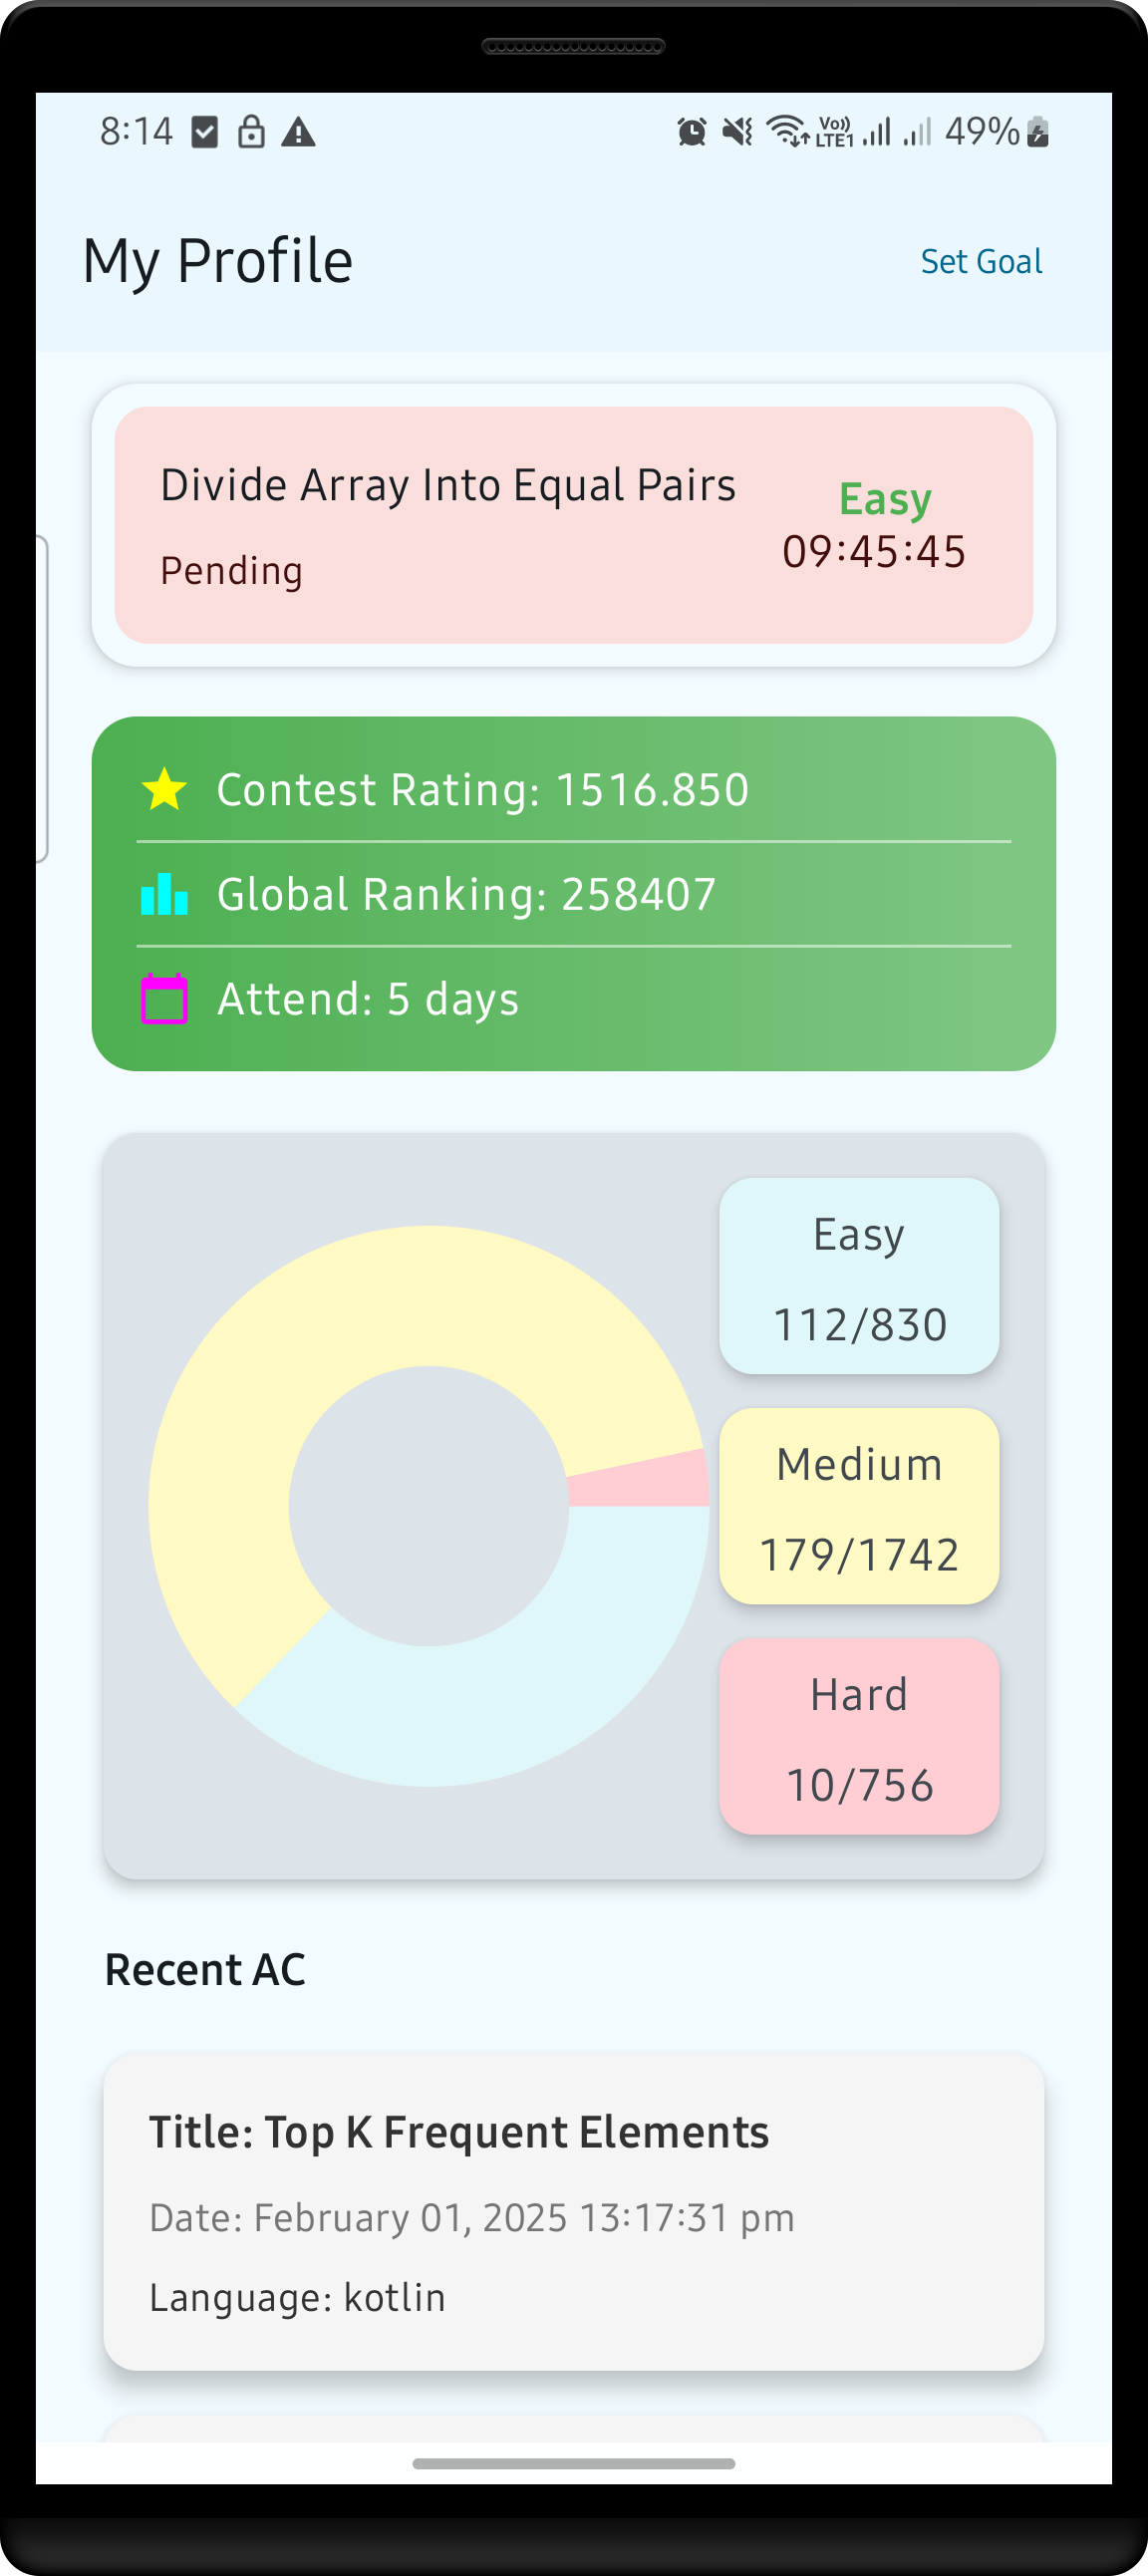 8:14 Vo)) LTE1 49%
My Profile
Set Goal
Divide Array Into Equal Pairs
Pending
Easy
09:45:45
Contest Rating: 1516.850
Global Ranking: 258407
Attend: 5 days
Easy
112/830
Medium
179/1742
Hard
10/756
Recent AC
Title: Top K Frequent Elements
Date: February 01, 2025 13:17:31 pm
Language: kotlin